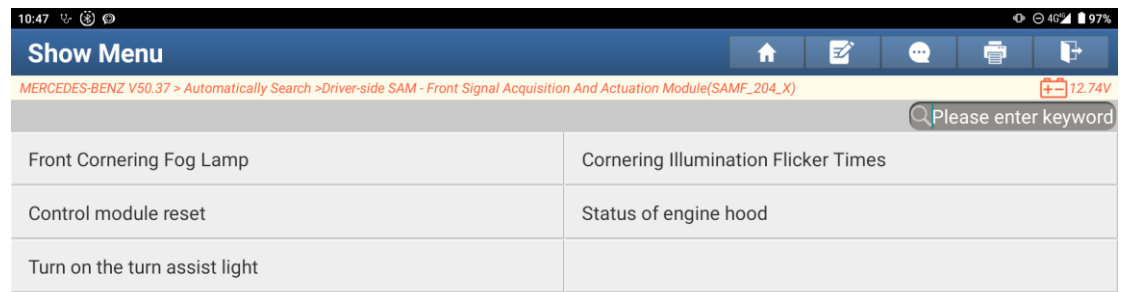 10:47 4G 97%
Show Menu
MERCEDES-BENZ V50.37 > Automatically Search >Driver-side SAM - Front Signal Acquisition And Actuation Module(SAMF_204_X) 12.74V
Please enter keyword
Front Cornering Fog Lamp Cornering Illumination Flicker Times
Control module reset Status of engine hood
Turn on the turn assist light